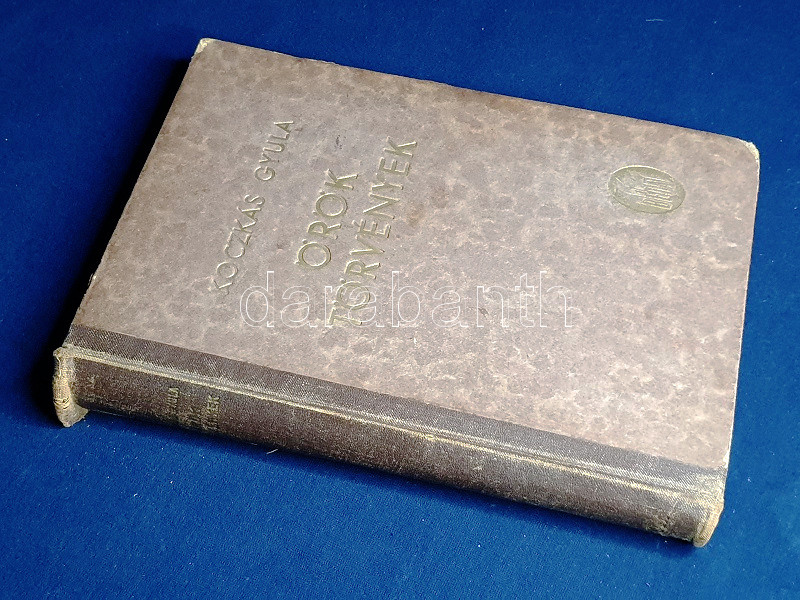 KOCZKÁS GYULA
ÖRÖK
TÖRVÉNYEK
darabanth